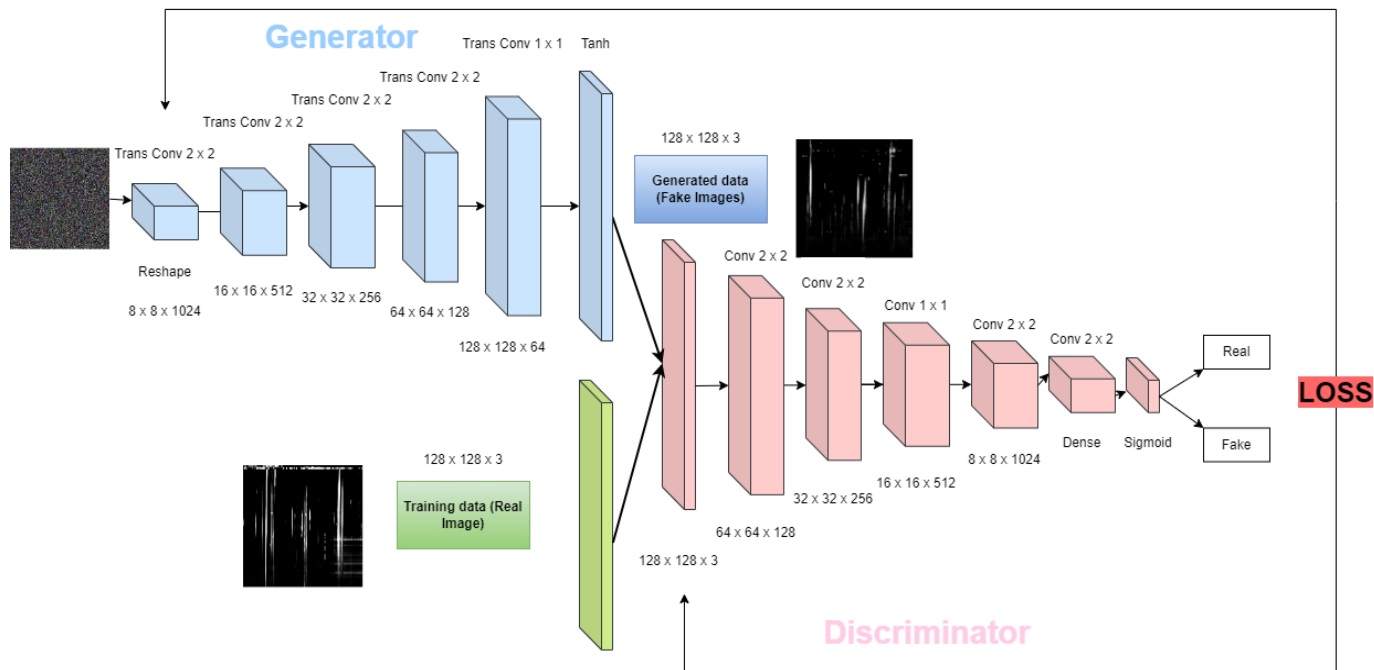 Generator
Trans Conv 1 x 1
Tanh
Trans Conv 2 x 2
Trans Conv 2 x 2
Trans Conv 2 x 2
Trans Conv 2 x 2
128 x 128 x 3
Generated data
(Fake Images)
Reshape
8 x 8 x 1024
16 x 16 x 512
32 x 32 x 256
64 x 64 x 128
128 x 128 x 64
Conv 2 x 2
Conv 2 x 2
Conv 1 x 1
Conv 2 x 2
Conv 2 x 2
Real
Fake
LOSS
Dense
Sigmoid
8 x 8 x 1024
16 x 16 x 512
32 x 32 x 256
64 x 64 x 128
128 x 128 x 3
128 x 128 x 3
Training data (Real
Image)
Discriminator